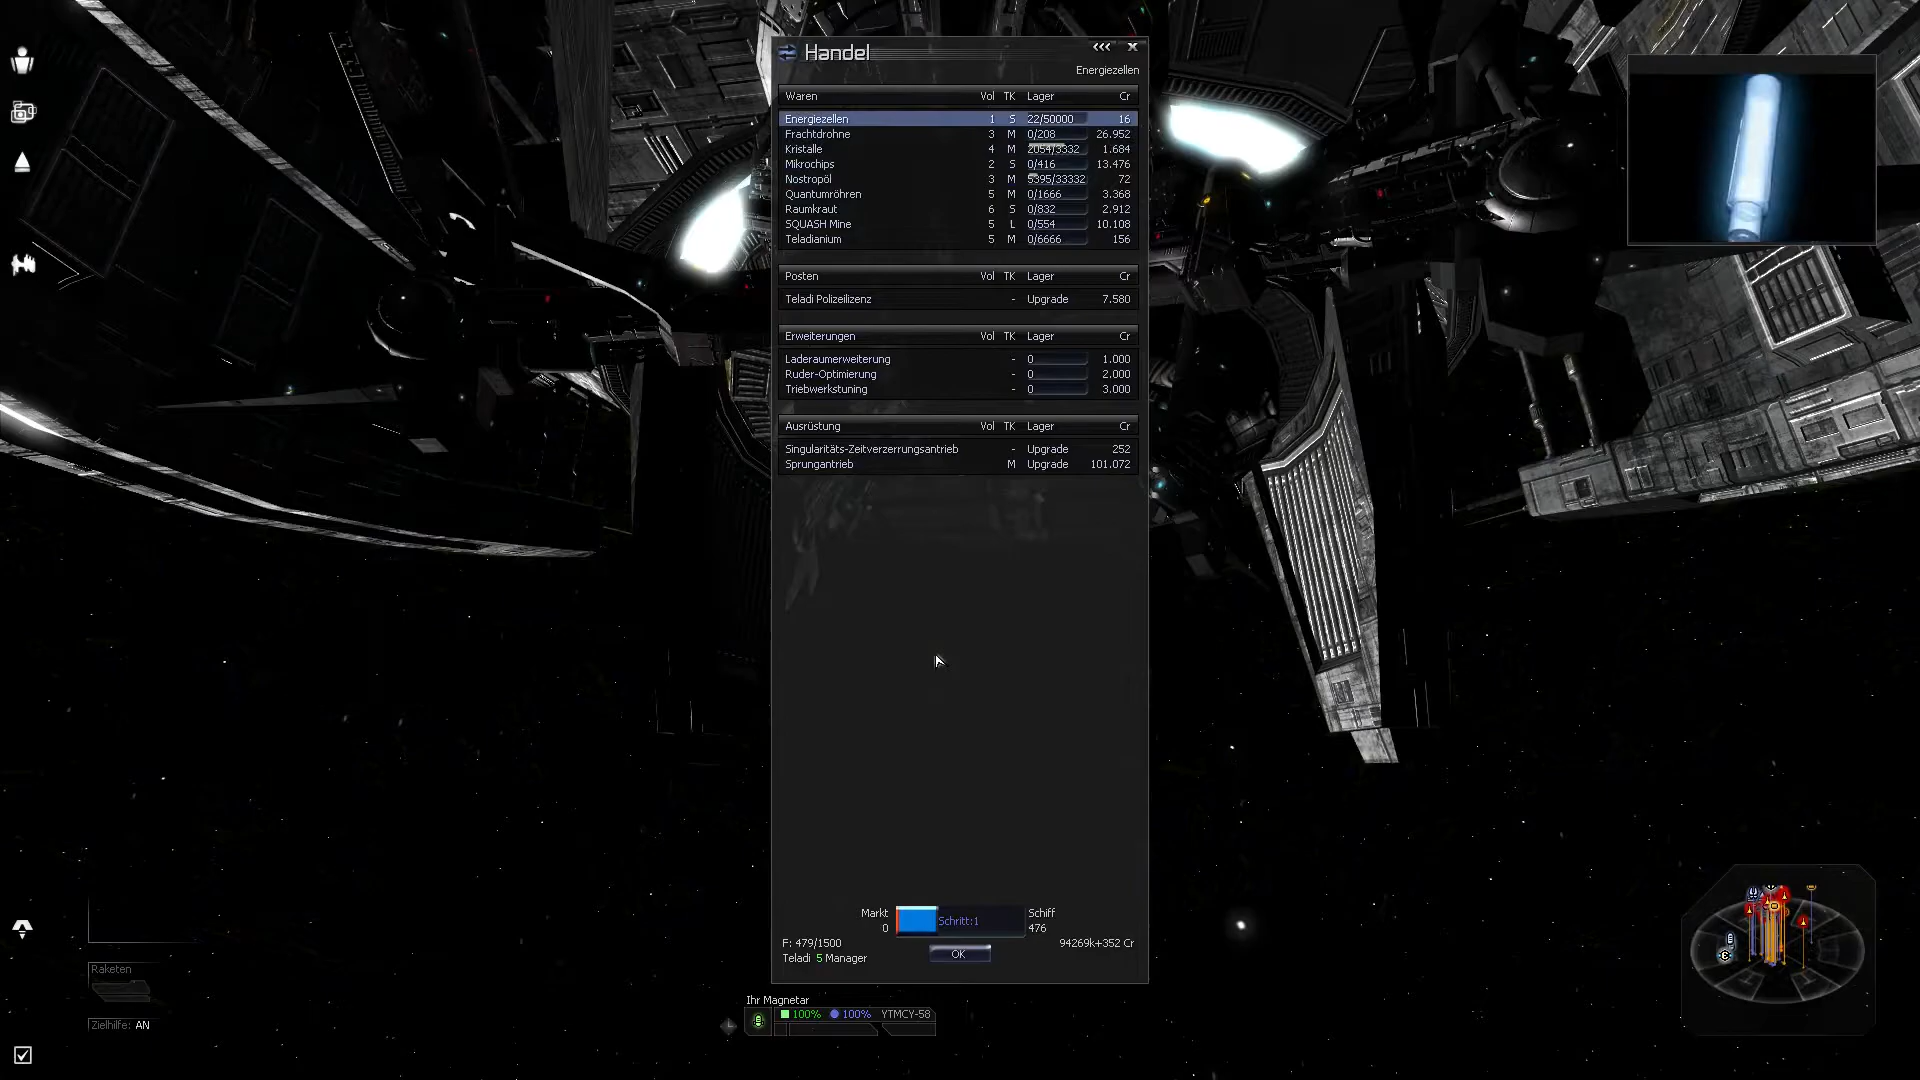 Handel
Energiezellen
Waren Vol TK Lager Cr
Energiezellen 1 S 22/50000 16
Frachtdrohne 3 M 0/208 26.952
Kristalle 4 M 2054/3332 1.684
Mikrochips 2 S 0/416 13.476
Nostropöl 3 M 5395/33332 72
Quantumröhren 5 M 0/1666 3.368
Raumkraut 6 S 0/832 2.912
SQUASH Mine 5 L 0/554 10.108
Teladianium 5 M 0/6666 156
Posten Vol TK Lager Cr
Teladi Polizeilizenz - Upgrade 7.580
Erweiterungen Vol TK Lager Cr
Laderaumerweiterung - 0 1.000
Ruder-Optimierung - 0 2.000
Triebwerkstuning - 0 3.000
Ausrüstung Vol TK Lager Cr
Singularitäts-Zeitverzerrungsantrieb - Upgrade 252
Sprungantrieb M Upgrade 101.072
Markt Schritt:1 Schiff
0 476
F: 479/1500 94269k+352 Cr
Teladi 5 Manager OK
Raketen
Zielhilfe: AN
Ihr Magnetar
100% 100% YTMCY-58